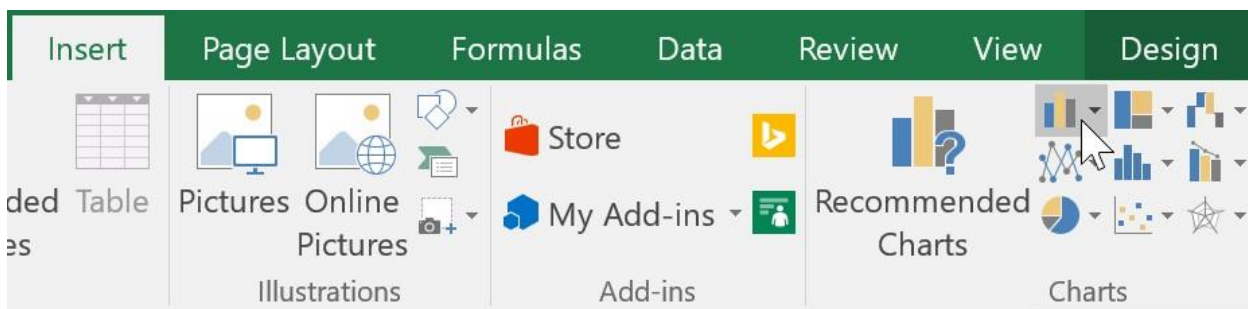 Insert Page Layout Formulas Data Review View Design
ded Table
es
Pictures Online
Pictures
Illustrations
Store
My Add-ins
Add-ins
Recommended
Charts
Charts